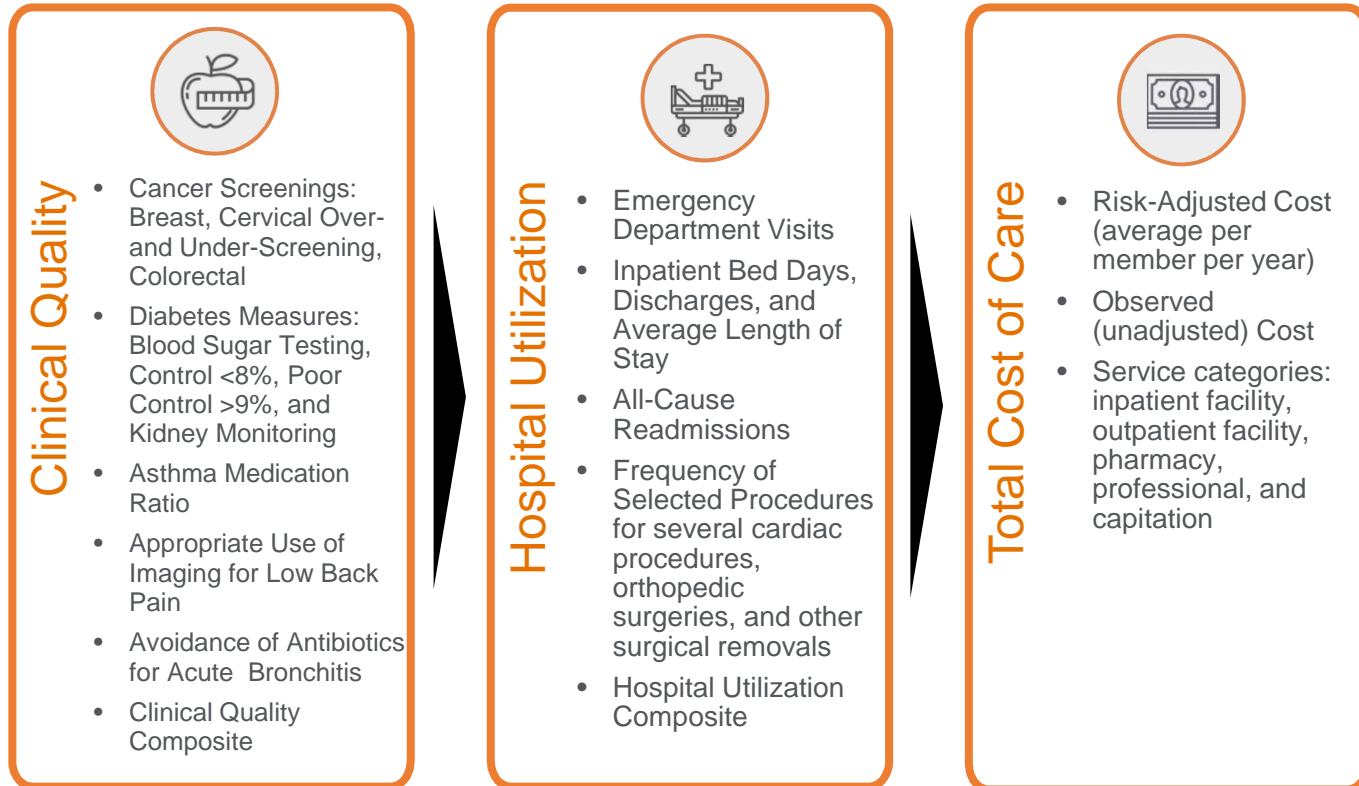 Clinical Quality
• Cancer Screenings:
Breast, Cervical Over-
and Under-Screening,
Colorectal
• Diabetes Measures:
Blood Sugar Testing,
Control <8%, Poor
Control >9%, and
Kidney Monitoring
• Asthma Medication
Ratio
• Appropriate Use of
Imaging for Low Back
Pain
• Avoidance of Antibiotics
for Acute Bronchitis
• Clinical Quality
Composite
Hospital Utilization
• Emergency
Department Visits
• Inpatient Bed Days,
Discharges, and
Average Length of
Stay
• All-Cause
Readmissions
• Frequency of
Selected Procedures
for several cardiac
procedures,
orthopedic
surgeries, and other
surgical removals
• Hospital Utilization
Composite
Total Cost of Care
• Risk-Adjusted Cost
(average per
member per year)
• Observed
(unadjusted) Cost
• Service categories:
inpatient facility,
outpatient facility,
pharmacy,
professional, and
capitation